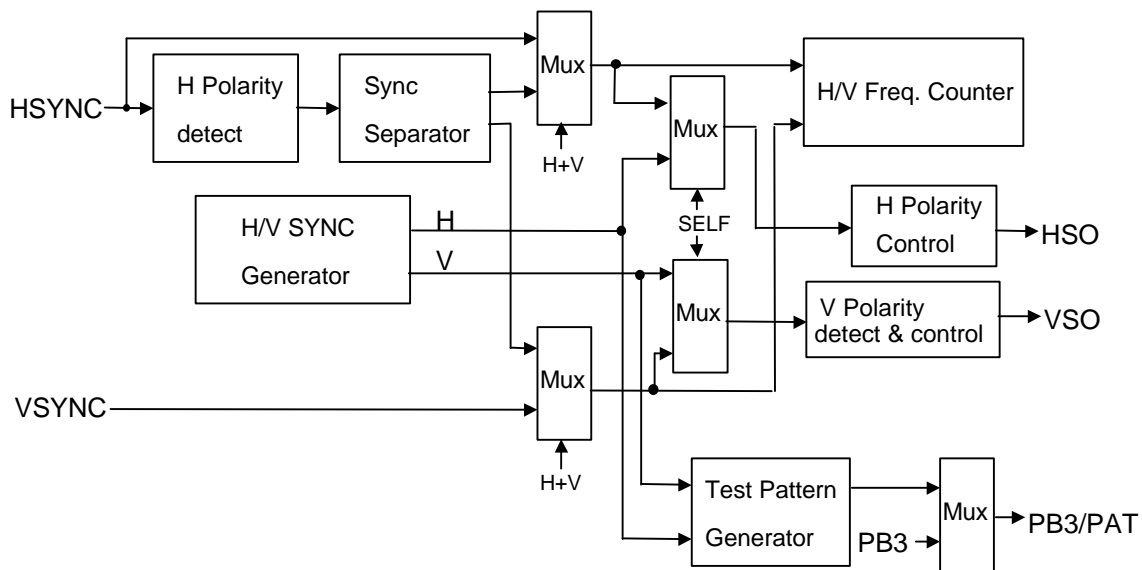 HSYNC
H Polarity
detect
Sync
Separator
Mux
H+V
Mux
H/V Freq. Counter
H/V SYNC
Generator
H
V
SELF
H Polarity
Control
HSO
Mux
V Polarity
detect & control
VSO
VSYNC
Mux
H+V
Test Pattern
Generator
PB3
Mux
PB3/PAT